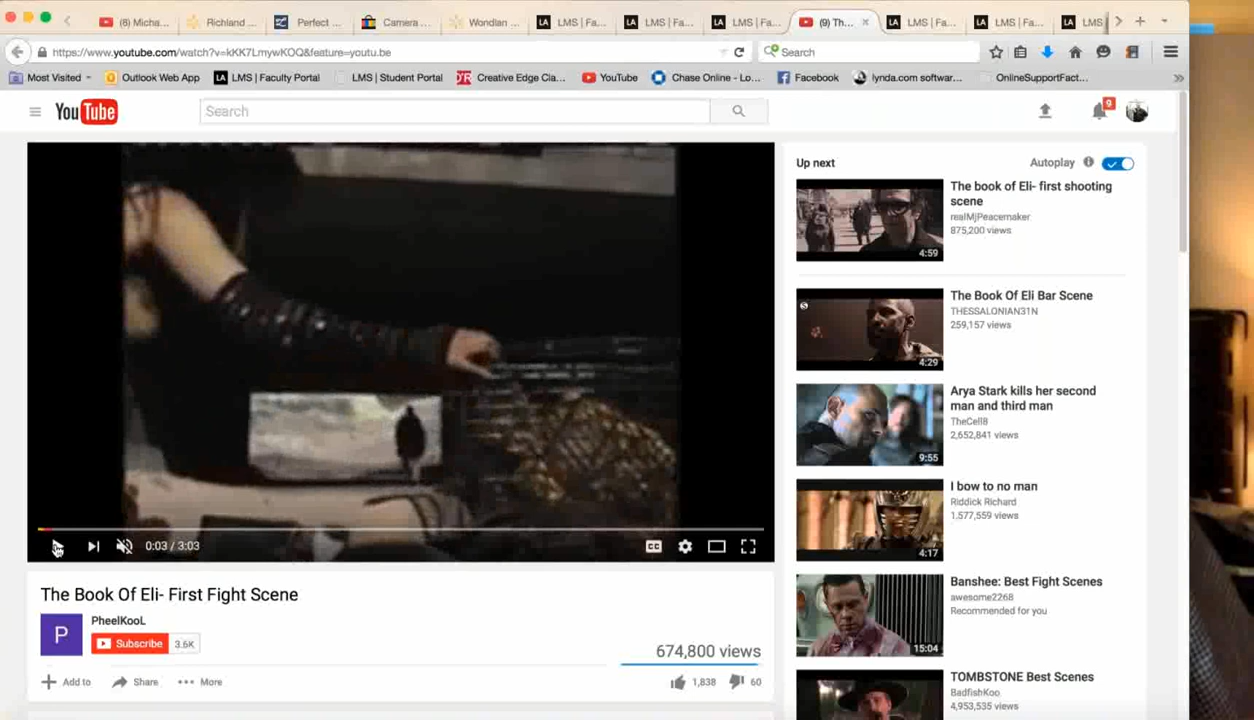 (6) Micha...
Richland ...
Perfect ...
Camera ...
Wondlan ...
LMS | Fa...
LMS | Fa...
LMS | Fa...
(9) Th...
LMS | Fa...
LMS | Fa...
LMS
https://www.youtube.com/watch?v=kKK7LmywKOQ&feature=youtu.be
Search
Most Visited
Outlook Web App
LMS | Faculty Portal
LMS | Student Portal
Creative Edge Cla...
YouTube
Chase Online - Lo...
Facebook
lynda.com softwar...
OnlineSupportFact...
YouTube
Search
9
Up next
Autoplay
The book of Eli- first shooting
scene
realMjPeacemaker
875,200 views
4:59
The Book Of Eli Bar Scene
THESSALONIAN31N
259,157 views
4:29
Arya Stark kills her second
man and third man
TheCell8
2,652,841 views
9:55
I bow to no man
Riddick Richard
1,577,559 views
4:17
Banshee: Best Fight Scenes
awesome2268
Recommended for you
15:04
TOMBSTONE Best Scenes
BadfishKoo
4,953,535 views
0:03 / 3:03
CC
The Book Of Eli- First Fight Scene
P
PheelKooL
Subscribe 3.6K
674,800 views
Add to
Share
More
1,838
60